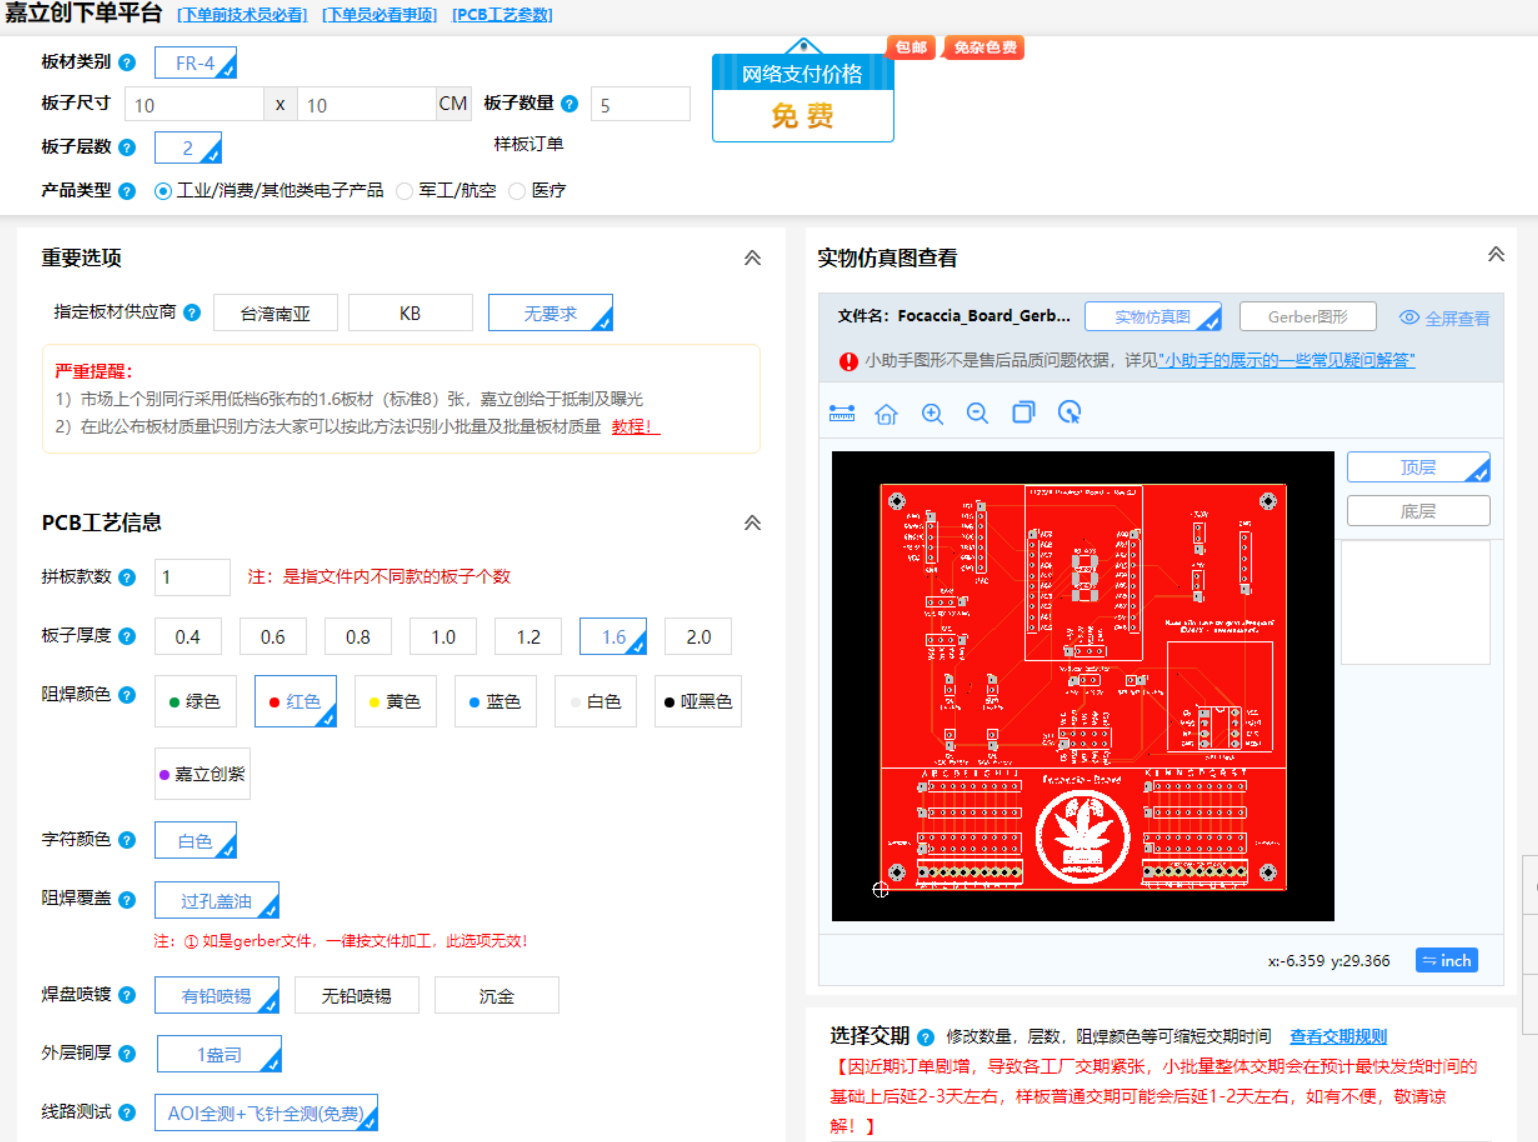 嘉立创下单平台 [下单前技术员必看] [下单员必看事项] [PCB工艺参数]
板材类别 ? FR-4
板子尺寸 10 x 10 CM 板子数量 ? 5
样板订单
板子层数 ? 2
产品类型 ? 工业/消费/其他类电子产品 军工/航空 医疗
网络支付价格
免费
包邮
免杂色费
重要选项
指定板材供应商 ? 台湾南亚 KB 无要求
严重提醒：
1）市场上个别同行采用低档6张布的1.6板材（标准8）张，嘉立创给于抵制及曝光
2）在此公布板材质量识别方法大家可以按此方法识别小批量及批量板材质量 教程！
PCB工艺信息
拼板款数 ? 1 注：是指文件内不同款的板子个数
板子厚度 ? 0.4 0.6 0.8 1.0 1.2 1.6 2.0
阻焊颜色 ? 绿色 红色 黄色 蓝色 白色 哑黑色
嘉立创紫
字符颜色 ? 白色
阻焊覆盖 ? 过孔盖油
注：① 如是gerber文件，一律按文件加工，此选项无效！
焊盘喷镀 ? 有铅喷锡 无铅喷锡 沉金
外层铜厚 ? 1盎司
线路测试 ? AOI全测+飞针全测(免费)
实物仿真图查看
文件名：Focaccia_Board_Gerb... 实物仿真图 Gerber图形 全屏查看
小助手图形不是售后品质问题依据，详见"小助手的展示的一些常见疑问解答"
顶层
底层
Focaccia - Board
x:-6.359 y:29.366 inch
选择交期 ? 修改数量，层数，阻焊颜色等可缩短交期时间 查看交期规则
【因近期订单剧增，导致各工厂交期紧张，小批量整体交期会在预计最快发货时间的
基础上后延2-3天左右，样板普通交期可能会后延1-2天左右，如有不便，敬请谅
解！】